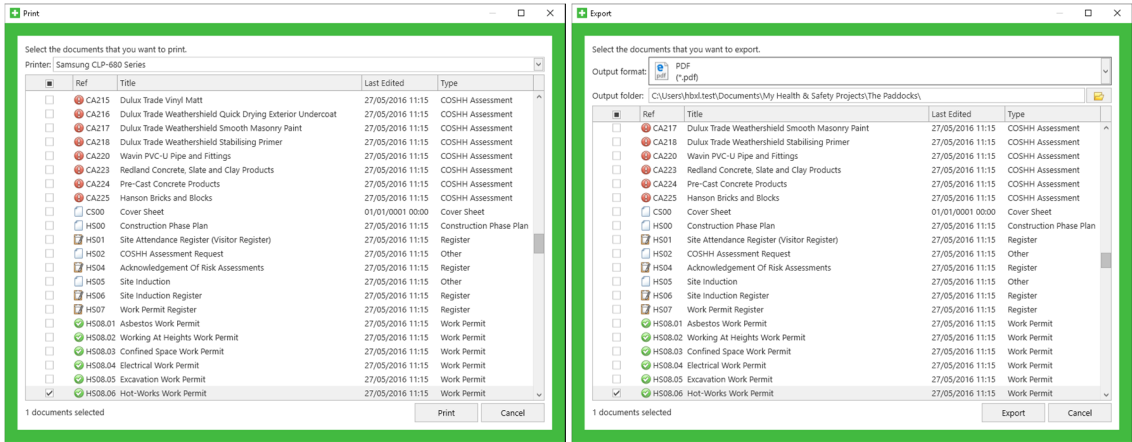 Print
Select the documents that you want to print.
Printer: Samsung CLP-680 Series
Ref Title Last Edited Type
CA215 Dulux Trade Vinyl Matt 27/05/2016 11:15 COSHH Assessment
CA216 Dulux Trade Weathershield Quick Drying Exterior Undercoat 27/05/2016 11:15 COSHH Assessment
CA217 Dulux Trade Weathershield Smooth Masonry Paint 27/05/2016 11:15 COSHH Assessment
CA218 Dulux Trade Weathershield Stabilising Primer 27/05/2016 11:15 COSHH Assessment
CA220 Wavin PVC-U Pipe and Fittings 27/05/2016 11:15 COSHH Assessment
CA223 Redland Concrete, Slate and Clay Products 27/05/2016 11:15 COSHH Assessment
CA224 Pre-Cast Concrete Products 27/05/2016 11:15 COSHH Assessment
CA225 Hanson Bricks and Blocks 27/05/2016 11:15 COSHH Assessment
CS00 Cover Sheet 01/01/0001 00:00 Cover Sheet
HS00 Construction Phase Plan 27/05/2016 11:15 Construction Phase Plan
HS01 Site Attendance Register (Visitor Register) 27/05/2016 11:15 Register
HS02 COSHH Assessment Request 27/05/2016 11:15 Other
HS04 Acknowledgement Of Risk Assessments 27/05/2016 11:15 Register
HS05 Site Induction 27/05/2016 11:15 Other
HS06 Site Induction Register 27/05/2016 11:15 Register
HS07 Work Permit Register 27/05/2016 11:15 Register
HS08.01 Asbestos Work Permit 27/05/2016 11:15 Work Permit
HS08.02 Working At Heights Work Permit 27/05/2016 11:15 Work Permit
HS08.03 Confined Space Work Permit 27/05/2016 11:15 Work Permit
HS08.04 Electrical Work Permit 27/05/2016 11:15 Work Permit
HS08.05 Excavation Work Permit 27/05/2016 11:15 Work Permit
HS08.06 Hot-Works Work Permit 27/05/2016 11:15 Work Permit
1 documents selected Print Cancel
Export
Select the documents that you want to export.
Output format: PDF
(*.pdf)
Output folder: C:\Users\hbxl.test\Documents\My Health & Safety Projects\The Paddocks\
Ref Title Last Edited Type
CA217 Dulux Trade Weathershield Smooth Masonry Paint 27/05/2016 11:15 COSHH Assessment
CA218 Dulux Trade Weathershield Stabilising Primer 27/05/2016 11:15 COSHH Assessment
CA220 Wavin PVC-U Pipe and Fittings 27/05/2016 11:15 COSHH Assessment
CA223 Redland Concrete, Slate and Clay Products 27/05/2016 11:15 COSHH Assessment
CA224 Pre-Cast Concrete Products 27/05/2016 11:15 COSHH Assessment
CA225 Hanson Bricks and Blocks 27/05/2016 11:15 COSHH Assessment
CS00 Cover Sheet 01/01/0001 00:00 Cover Sheet
HS00 Construction Phase Plan 27/05/2016 11:15 Construction Phase Plan
HS01 Site Attendance Register (Visitor Register) 27/05/2016 11:15 Register
HS02 COSHH Assessment Request 27/05/2016 11:15 Other
HS04 Acknowledgement Of Risk Assessments 27/05/2016 11:15 Register
HS05 Site Induction 27/05/2016 11:15 Other
HS06 Site Induction Register 27/05/2016 11:15 Register
HS07 Work Permit Register 27/05/2016 11:15 Register
HS08.01 Asbestos Work Permit 27/05/2016 11:15 Work Permit
HS08.02 Working At Heights Work Permit 27/05/2016 11:15 Work Permit
HS08.03 Confined Space Work Permit 27/05/2016 11:15 Work Permit
HS08.04 Electrical Work Permit 27/05/2016 11:15 Work Permit
HS08.05 Excavation Work Permit 27/05/2016 11:15 Work Permit
HS08.06 Hot-Works Work Permit 27/05/2016 11:15 Work Permit
1 documents selected Export Cancel